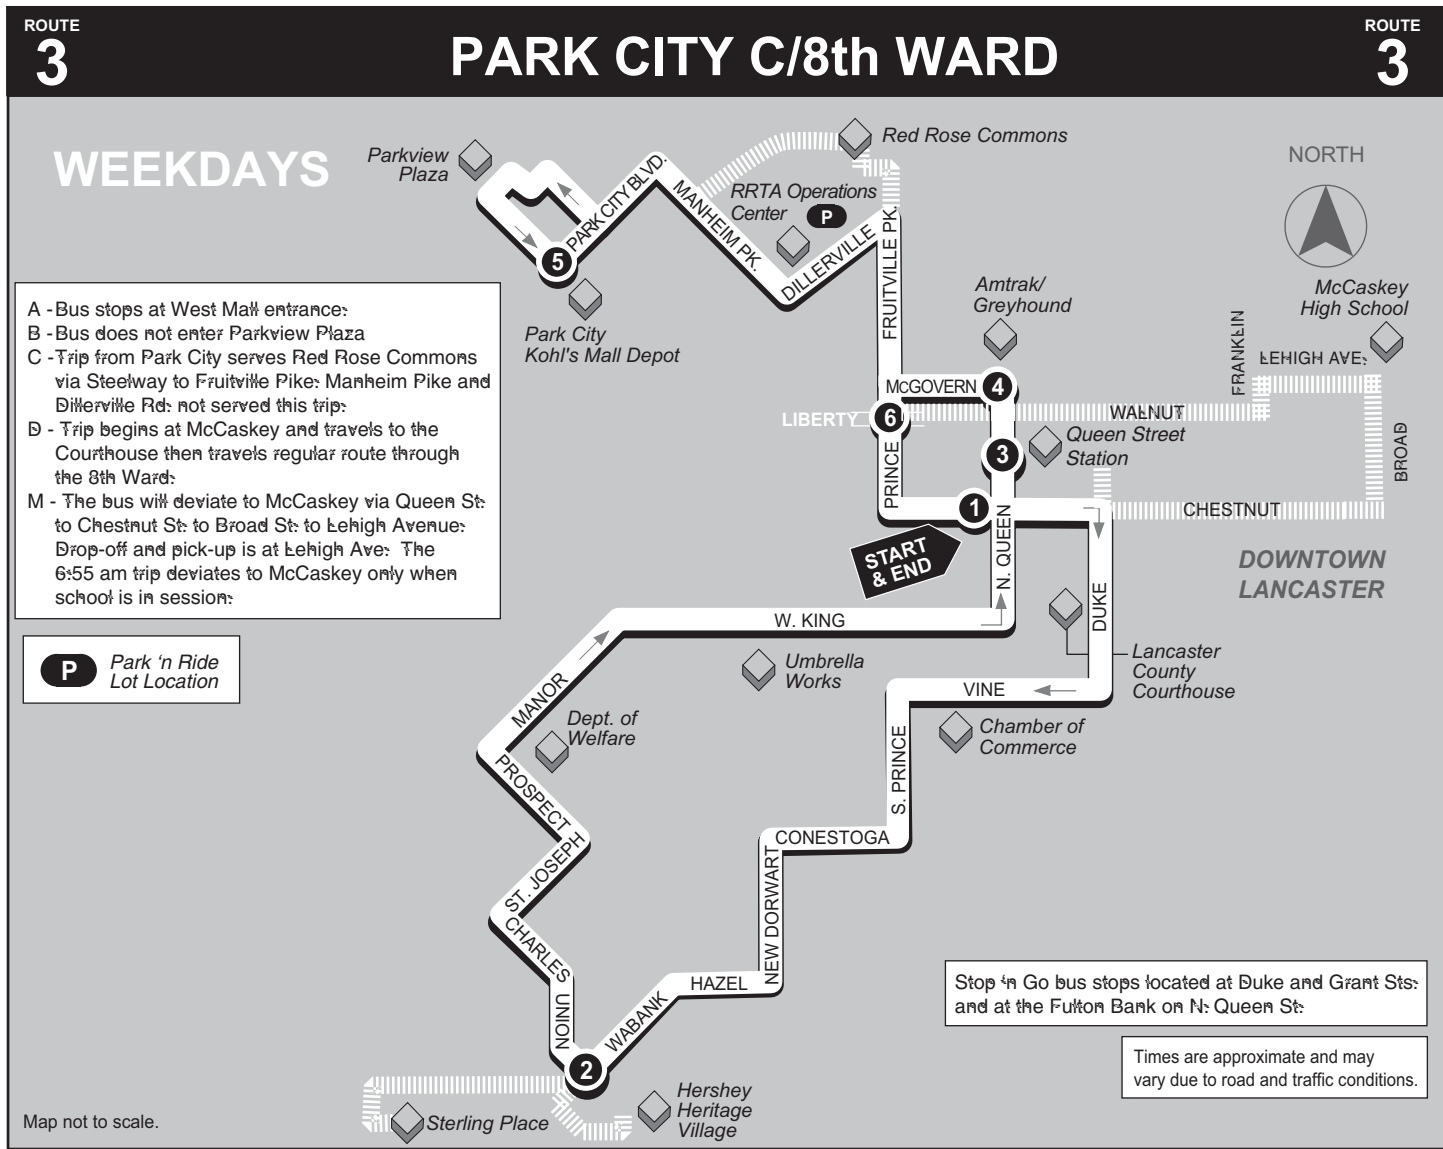 ROUTE
3
PARK CITY C/8th WARD
ROUTE
3
WEEKDAYS
Parkview
Plaza
Red Rose Commons
NORTH
RRTA Operations
Center
P
PARK CITY BLVD.
MANHEIM PK.
DILLERVILLE
FRUITVILLE PK.
5
Park City
Kohl's Mall Depot
Amtrak/
Greyhound
McCaskey
High School
FRANKLIN
LEHIGH AVE.
BROAD
A - Bus stops at West Mall entrance.
B - Bus does not enter Parkview Plaza
C - Trip from Park City serves Red Rose Commons
via Steelway to Fruitville Pike. Manheim Pike and
Dillerville Rd. not served this trip.
D - Trip begins at McCaskey and travels to the
Courthouse then travels regular route through
the 8th Ward.
M - The bus will deviate to McCaskey via Queen St.
to Chestnut St. to Broad St. to Lehigh Avenue.
Drop-off and pick-up is at Lehigh Ave. The
6:55 am trip deviates to McCaskey only when
school is in session.
McGOVERN
4
LIBERTY
6
WALNUT
Queen Street
Station
3
PRINCE
1
CHESTNUT
START
& END
N. QUEEN
DOWNTOWN
LANCASTER
DUKE
W. KING
P
Park ‘n Ride
Lot Location
Umbrella
Works
Lancaster
County
Courthouse
VINE
MANOR
Dept. of
Welfare
Chamber of
Commerce
S. PRINCE
PROSPECT
CONESTOGA
ST. JOSEPH
NEW DORWART
CHARLES
HAZEL
UNION
WABANK
2
Stop ‘n Go bus stops located at Duke and Grant Sts.
and at the Fulton Bank on N. Queen St.
Times are approximate and may
vary due to road and traffic conditions.
Hershey
Heritage
Village
Sterling Place
Map not to scale.